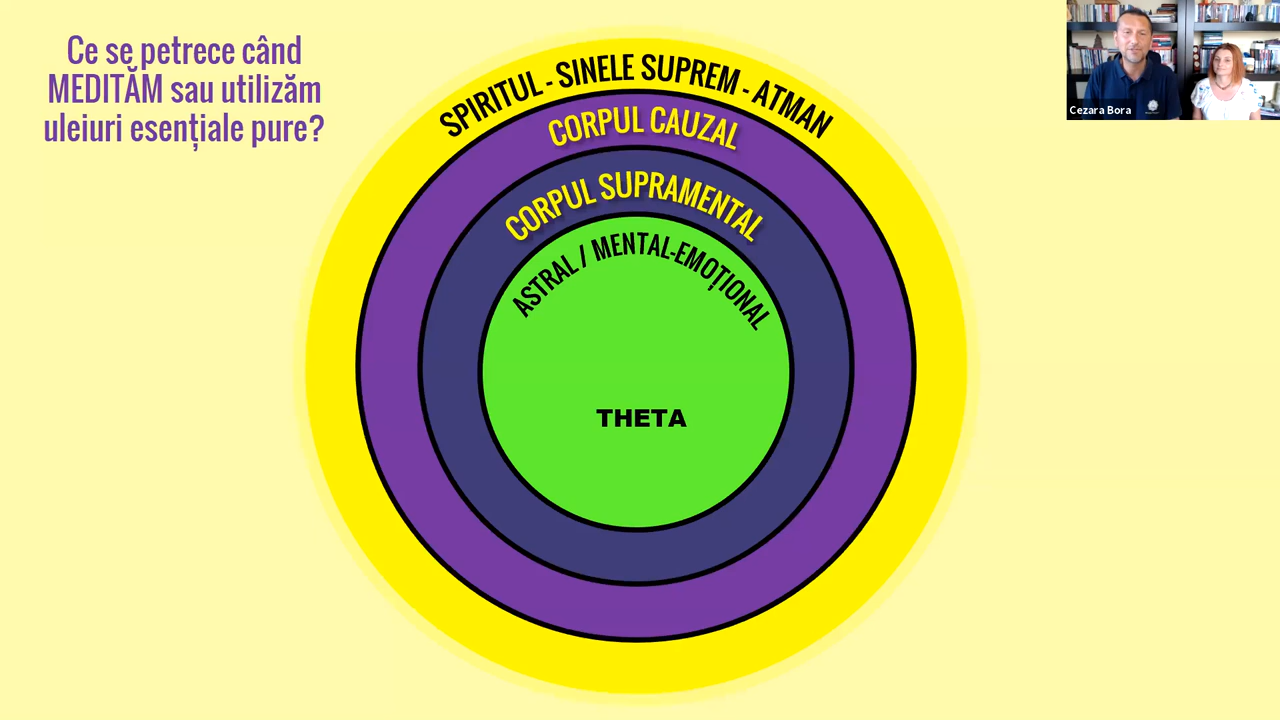 Ce se petrece când
MEDITĂM sau utilizăm
uleiuri esențiale pure?
SPIRITUL - SINELE SUPREM - ATMAN
CORPUL CAUZAL
CORPUL SUPRAMENTAL
ASTRAL / MENTAL-EMOȚIONAL
THETA
Cezara Bora